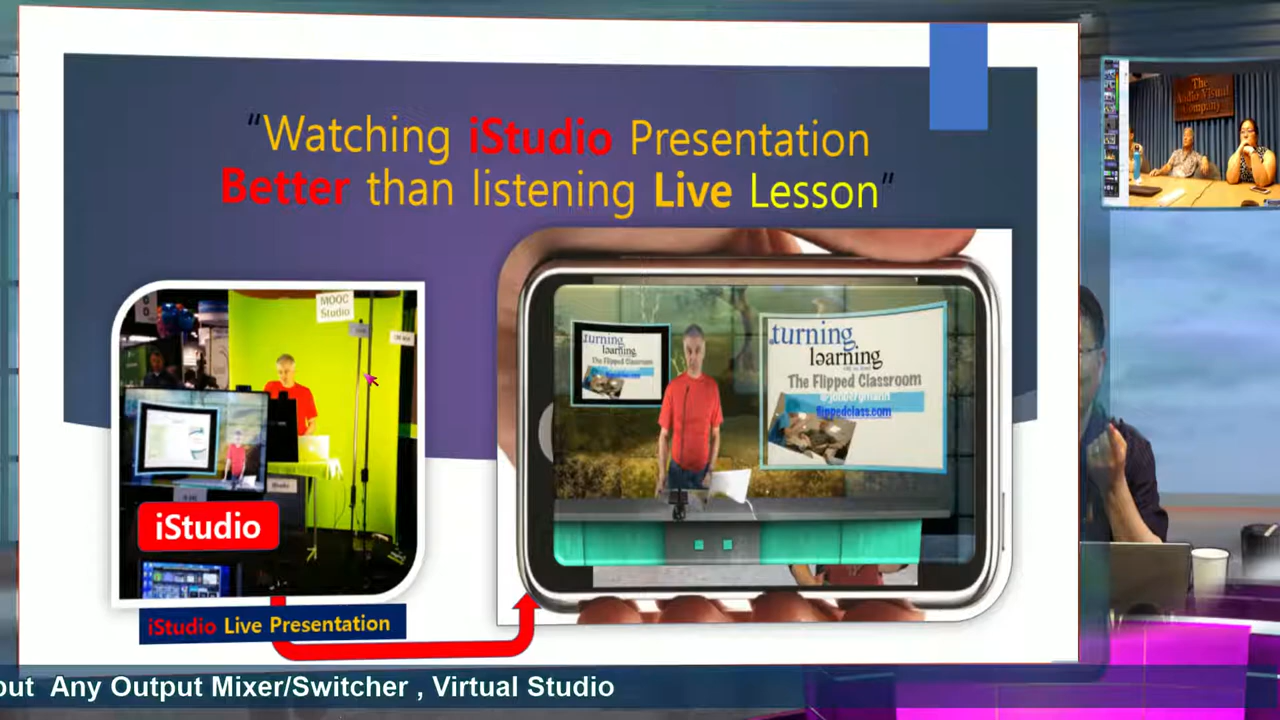 "Watching iStudio Presentation
Better than listening Live Lesson"
The
Audio Visual
Company
MOOC
Studio
turning
learning
The Flipped Classroom
turning
learning
The Flipped Classroom
@jonbergmann
flippedclass.com
iStudio
iStudio Live Presentation
out Any Output Mixer/Switcher , Virtual Studio